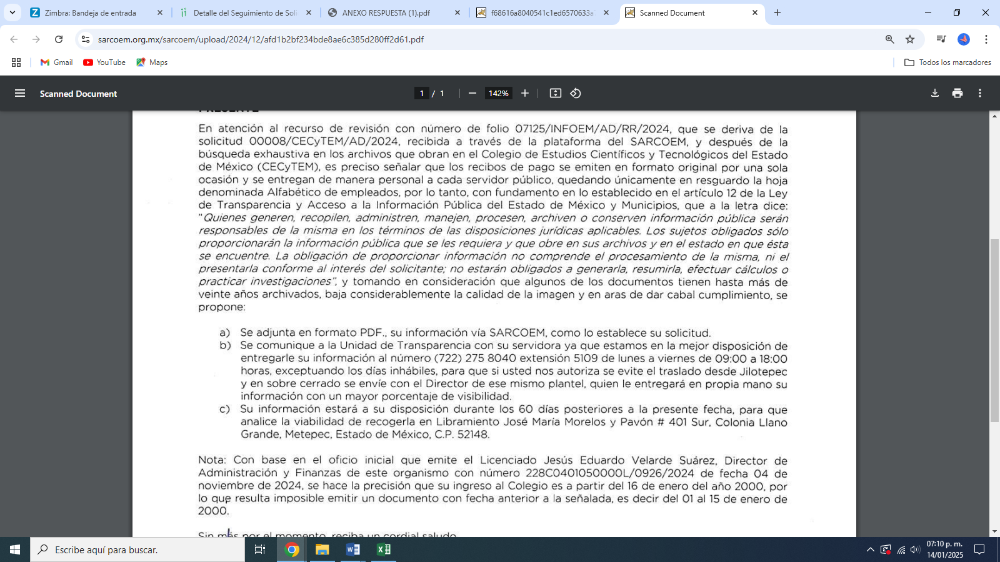 Zimbra: Bandeja de entrada
Detalle del Seguimiento de Soli
ANEXO RESPUESTA (1).pdf
f68616a8040541c1ed6570633a
Scanned Document
sarcoem.org.mx/sarcoem/upload/2024/12/afd1b2bf234bde8ae6c385d280ff2d61.pdf
Gmail
YouTube
Maps
Todos los marcadores
Scanned Document
1 / 1
142%
PRESENTE
En atención al recurso de revisión con número de folio 07125/INFOEM/AD/RR/2024, que se deriva de la
solicitud 00008/CECyTEM/AD/2024, recibida a través de la plataforma del SARCOEM, y después de la
búsqueda exhaustiva en los archivos que obran en el Colegio de Estudios Científicos y Tecnológicos del Estado
de México (CECyTEM), es preciso señalar que los recibos de pago se emiten en formato original por una sola
ocasión y se entregan de manera personal a cada servidor público, quedando únicamente en resguardo la hoja
denominada Alfabético de empleados, por lo tanto, con fundamento en lo establecido en el artículo 12 de la Ley
de Transparencia y Acceso a la Información Pública del Estado de México y Municipios, que a la letra dice:
"Quienes generen, recopilen, administren, manejen, procesen, archiven o conserven información pública serán
responsables de la misma en los términos de las disposiciones jurídicas aplicables. Los sujetos obligados sólo
proporcionarán la información pública que se les requiera y que obre en sus archivos y en el estado en que ésta
se encuentre. La obligación de proporcionar información no comprende el procesamiento de la misma, ni el
presentarla conforme al interés del solicitante; no estarán obligados a generarla, resumirla, efectuar cálculos o
practicar investigaciones", y tomando en consideración que algunos de los documentos tienen hasta más de
veinte años archivados, baja considerablemente la calidad de la imagen y en aras de dar cabal cumplimiento, se
propone:
a) Se adjunta en formato PDF., su información vía SARCOEM, como lo establece su solicitud.
b) Se comunique a la Unidad de Transparencia con su servidora ya que estamos en la mejor disposición de
entregarle su información al número (722) 275 8040 extensión 5109 de lunes a viernes de 09:00 a 18:00
horas, exceptuando los días inhábiles, para que si usted nos autoriza se evite el traslado desde Jilotepec
y en sobre cerrado se envíe con el Director de ese mismo plantel, quien le entregará en propia mano su
información con un mayor porcentaje de visibilidad.
c) Su información estará a su disposición durante los 60 días posteriores a la presente fecha, para que
analice la viabilidad de recogerla en Libramiento José María Morelos y Pavón # 401 Sur, Colonia Llano
Grande, Metepec, Estado de México, C.P. 52148.
Nota: Con base en el oficio inicial que emite el Licenciado Jesús Eduardo Velarde Suárez, Director de
Administración y Finanzas de este organismo con número 228C0401050000L/0926/2024 de fecha 04 de
noviembre de 2024, se hace la precisión que su ingreso al Colegio es a partir del 16 de enero del año 2000, por
lo que resulta imposible emitir un documento con fecha anterior a la señalada, es decir del 01 al 15 de enero de
2000.
Sin más por el momento, reciba un cordial saludo
Escribe aquí para buscar.
07:10 p. m.
14/01/2025